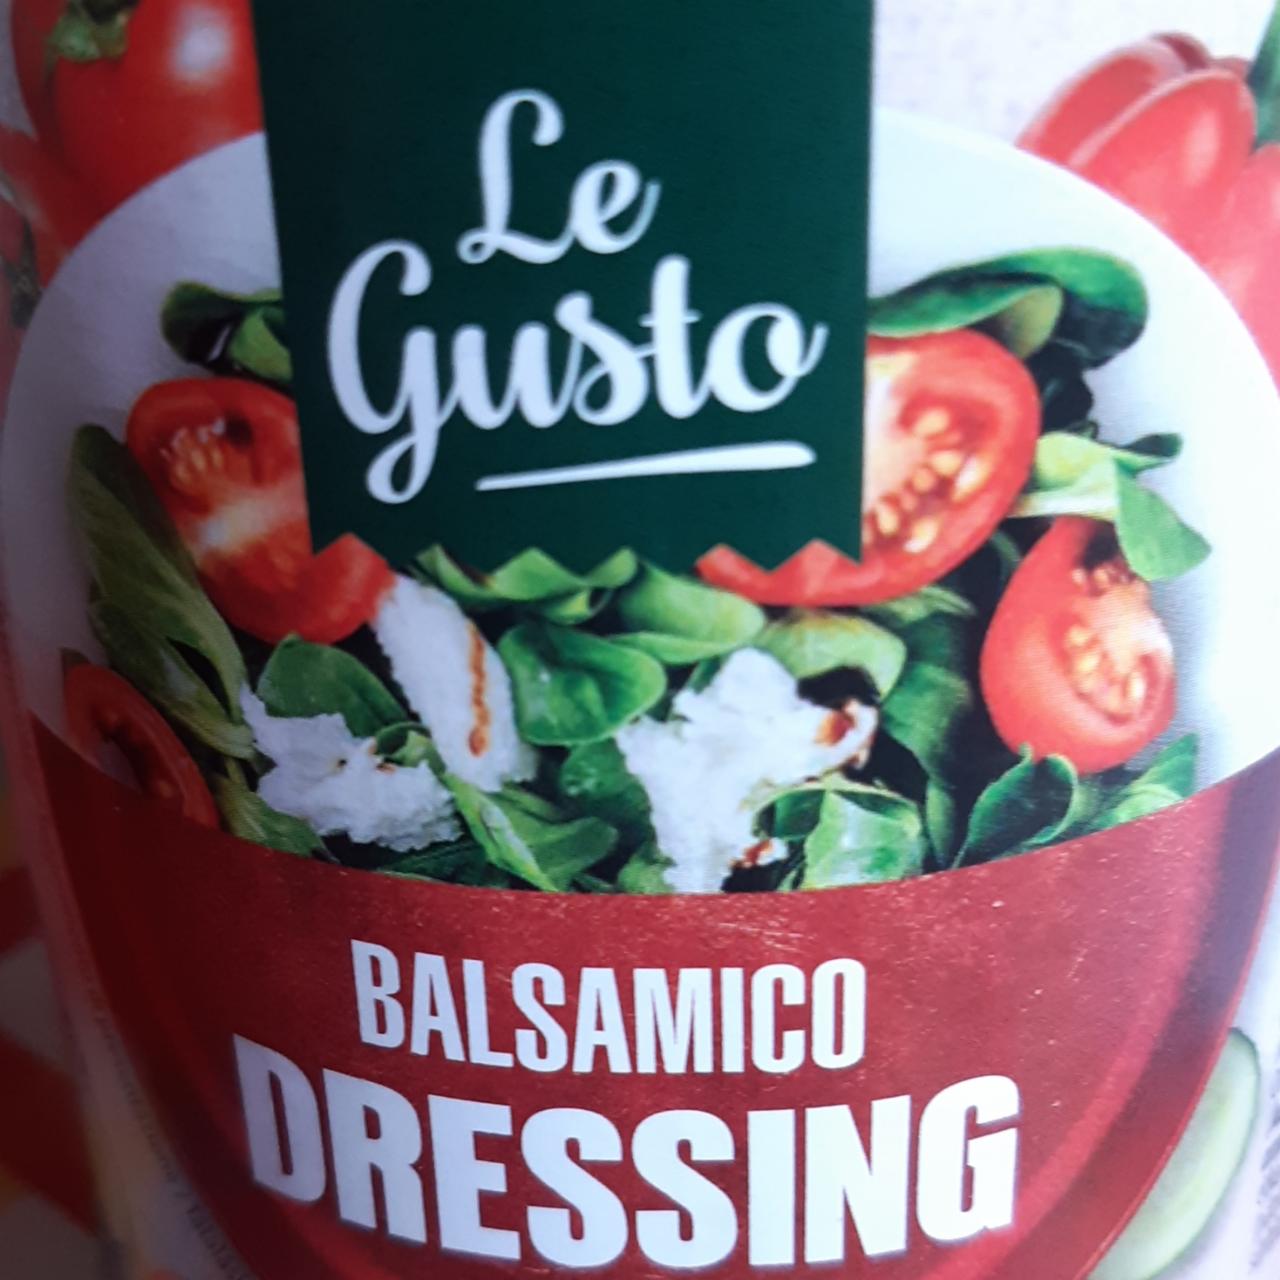 Le
Gusto
BALSAMICO
DRESSING